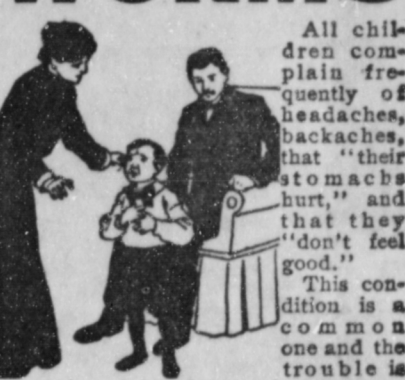 All chil-
dren com-
plain fre-
quently of
headaches,
backaches,
that "their
stomachs
hurt," and
that they
"don't feel
good."
This con-
dition is a
common
one and the
trouble is